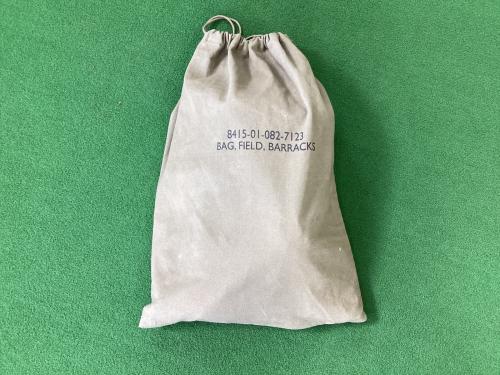 8415-01-082-7123
BAG, FIELD, BARRACKS